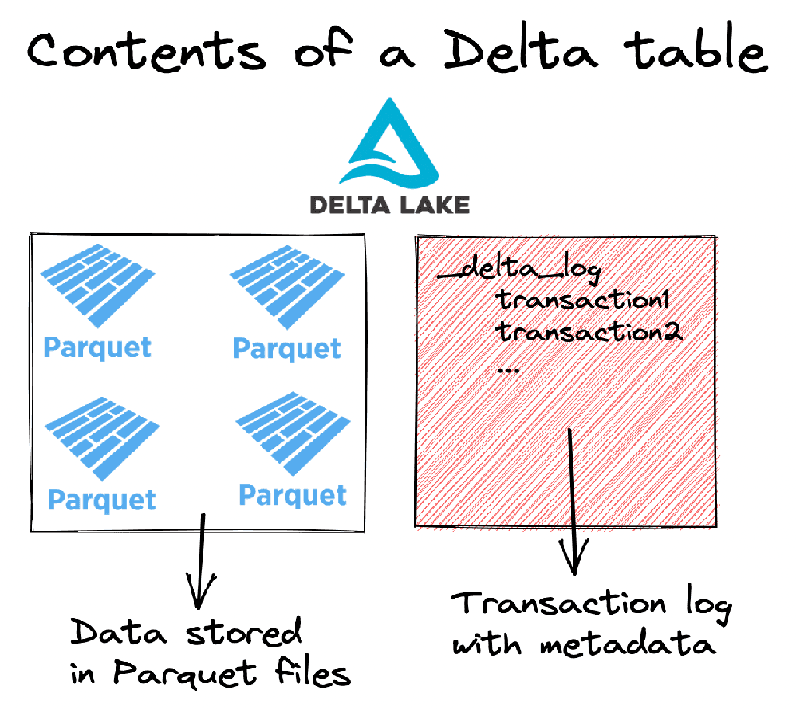 Contents of a Delta table
DELTA LAKE
Parquet
Parquet
Parquet
Parquet
_delta_log
transaction1
transaction2
...
Data stored
in Parquet files
Transaction log
with metadata